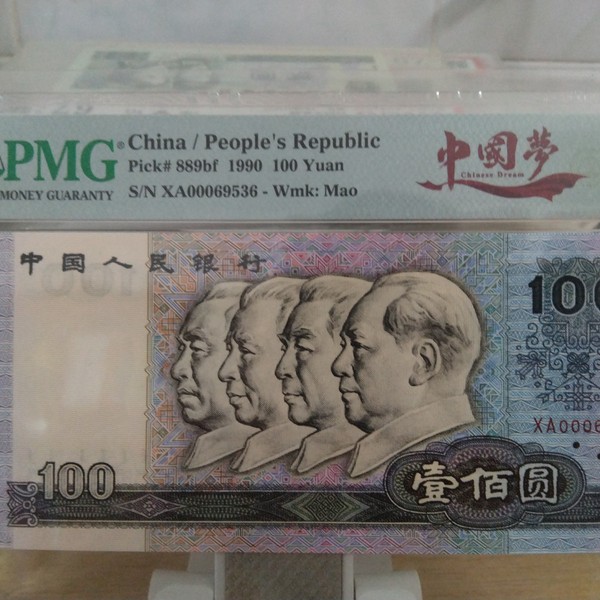 PMG® China / People's Republic
Pick# 889bf 1990 100 Yuan
MONEY GUARANTY S/N XA00069536 - Wmk: Mao
中國夢
Chinese Dream
中国人民银行
100
XA0006
100
壹佰圆